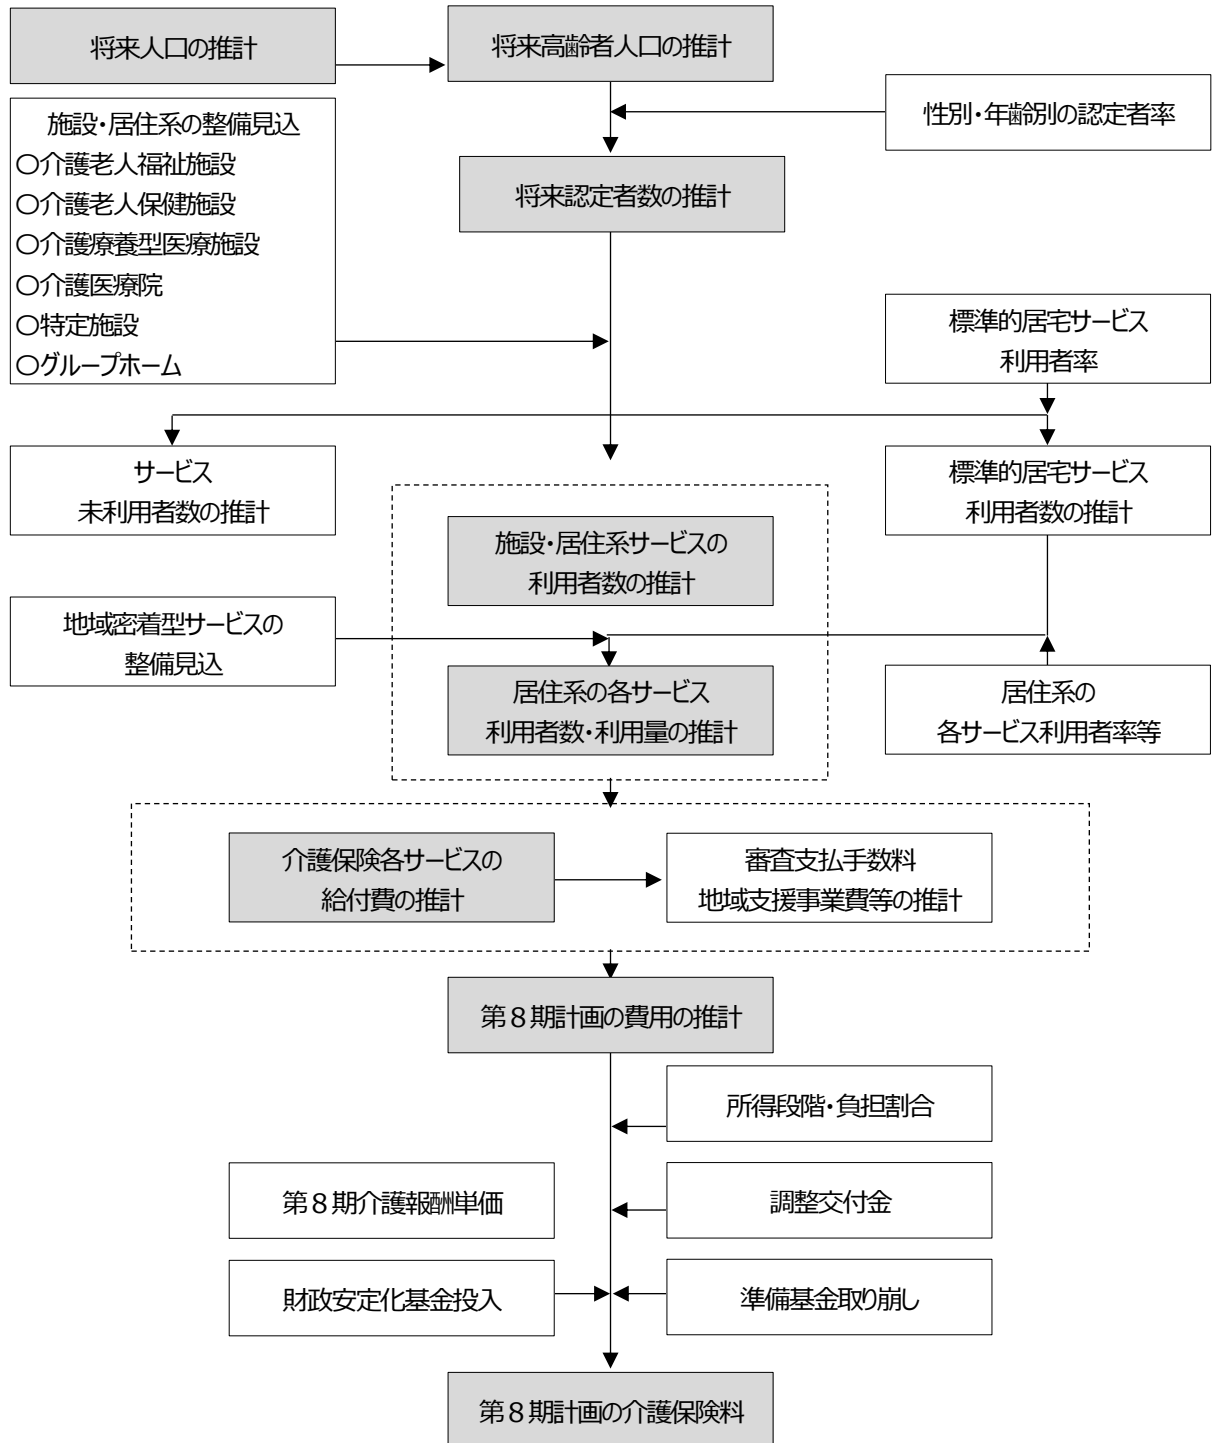 将来人口の推計
将来高齢者人口の推計
施設・居住系の整備見込
○介護老人福祉施設
○介護老人保健施設
○介護療養型医療施設
○介護医療院
○特定施設
○グループホーム
性別・年齢別の認定者率
将来認定者数の推計
標準的居宅サービス
利用者率
サービス
未利用者数の推計
標準的居宅サービス
利用者数の推計
施設・居住系サービスの
利用者数の推計
地域密着型サービスの
整備見込
居住系の各サービス
利用者数・利用量の推計
居住系の
各サービス利用者率等
介護保険各サービスの
給付費の推計
審査支払手数料
地域支援事業費等の推計
第８期計画の費用の推計
所得段階・負担割合
第８期介護報酬単価
調整交付金
財政安定化基金投入
準備基金取り崩し
第８期計画の介護保険料